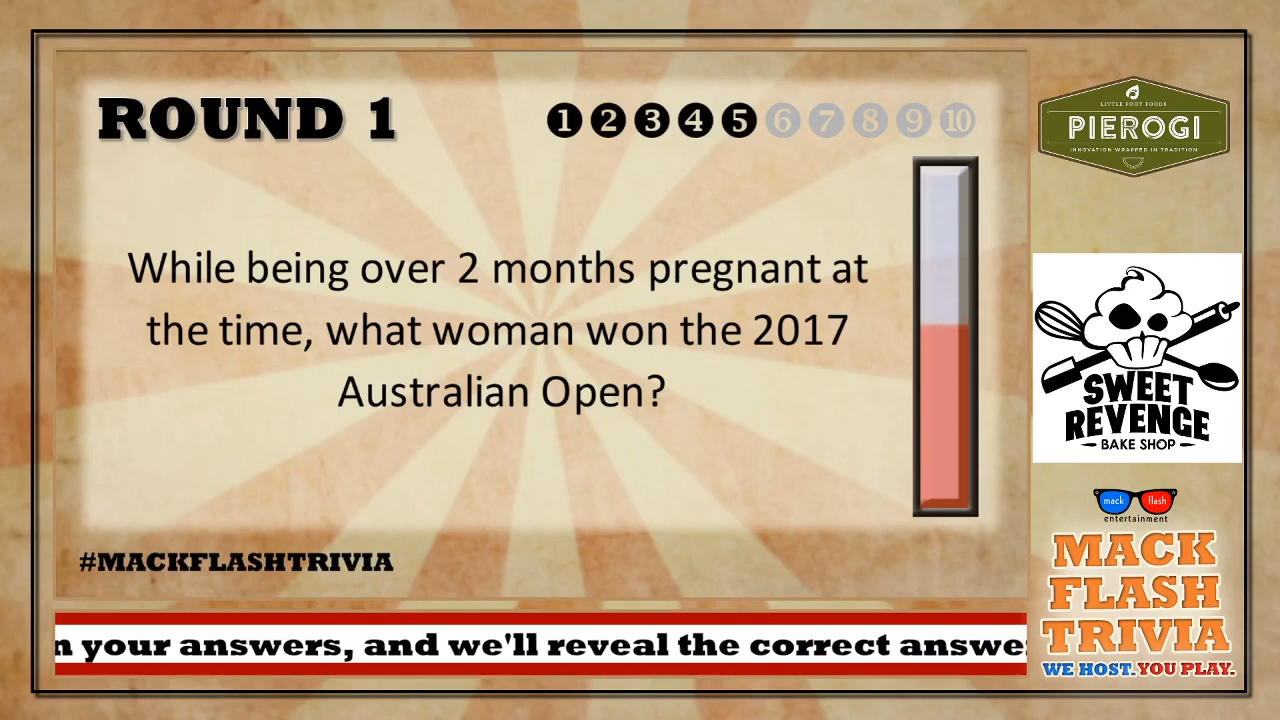 ROUND 1
1 2 3 4 5 6 7 8 9 10
While being over 2 months pregnant at
the time, what woman won the 2017
Australian Open?
#MACKFLASHTRIVIA
n your answers, and we'll reveal the correct answe
LITTLE FOOT FOODS
PIEROGI
INNOVATION WRAPPED IN TRADITION
SWEET
REVENGE
BAKE SHOP
mack flash
entertainment
MACK
FLASH
TRIVIA
WE HOST. YOU PLAY.